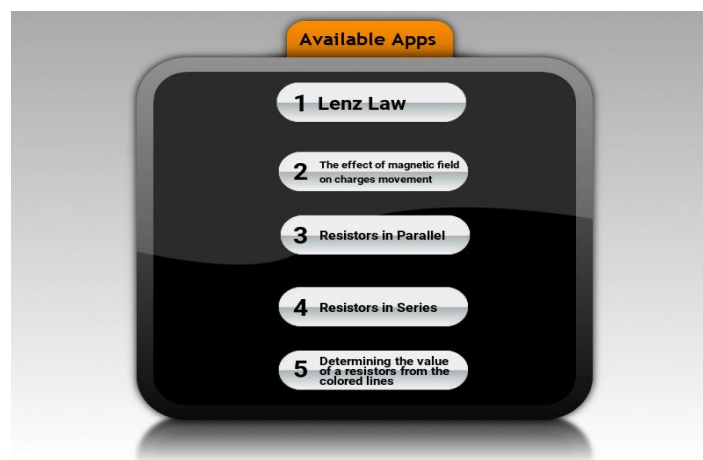 Available Apps
1 Lenz Law
2 The effect of magnetic field
on charges movement
3 Resistors in Parallel
4 Resistors in Series
5 Determining the value
of a resistors from the
colored lines